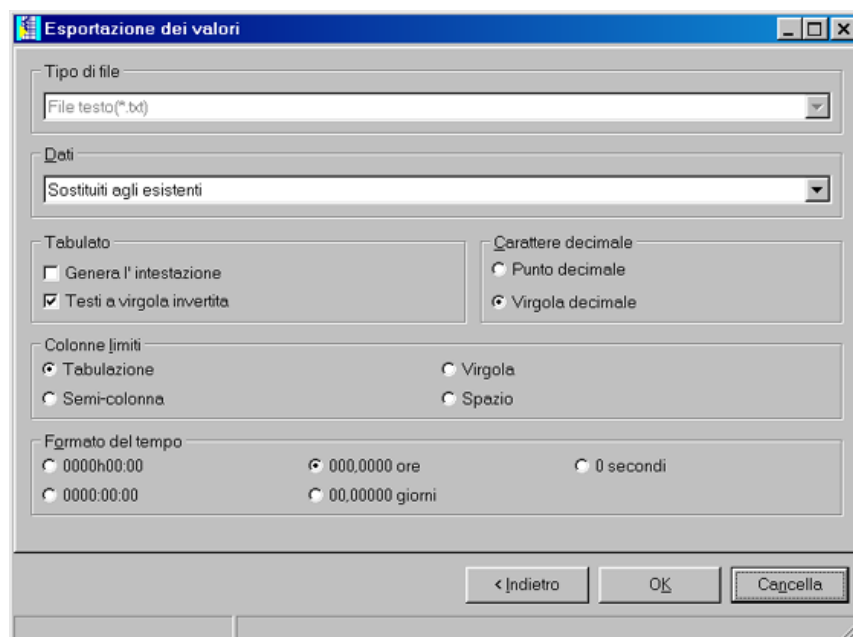 Esportazione dei valori
Tipo di file
File testo(*.txt)
Dati
Sostituiti agli esistenti
Tabulato
Genera l' intestazione
Testi a virgola invertita
Carattere decimale
Punto decimale
Virgola decimale
Colonne limiti
Tabulazione
Virgola
Semi-colonna
Spazio
Formato del tempo
0000h00:00
000,0000 ore
0 secondi
0000:00:00
00,00000 giorni
< Indietro
OK
Cancella